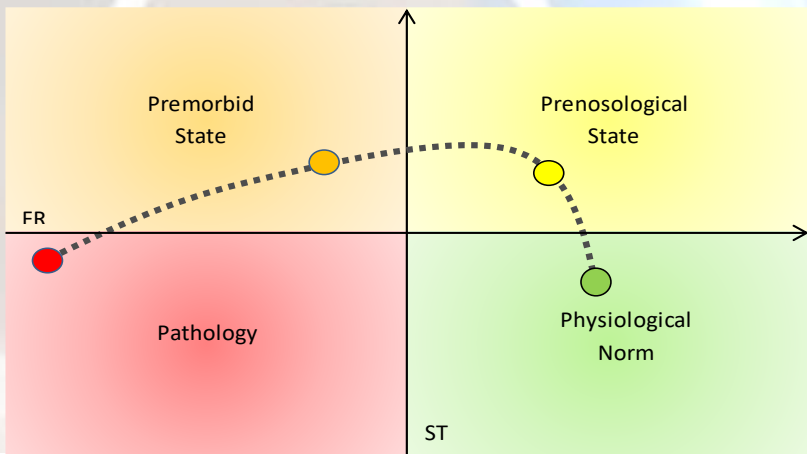 Premorbid
State
Prenosological
State
FR
Pathology
Physiological
Norm
ST